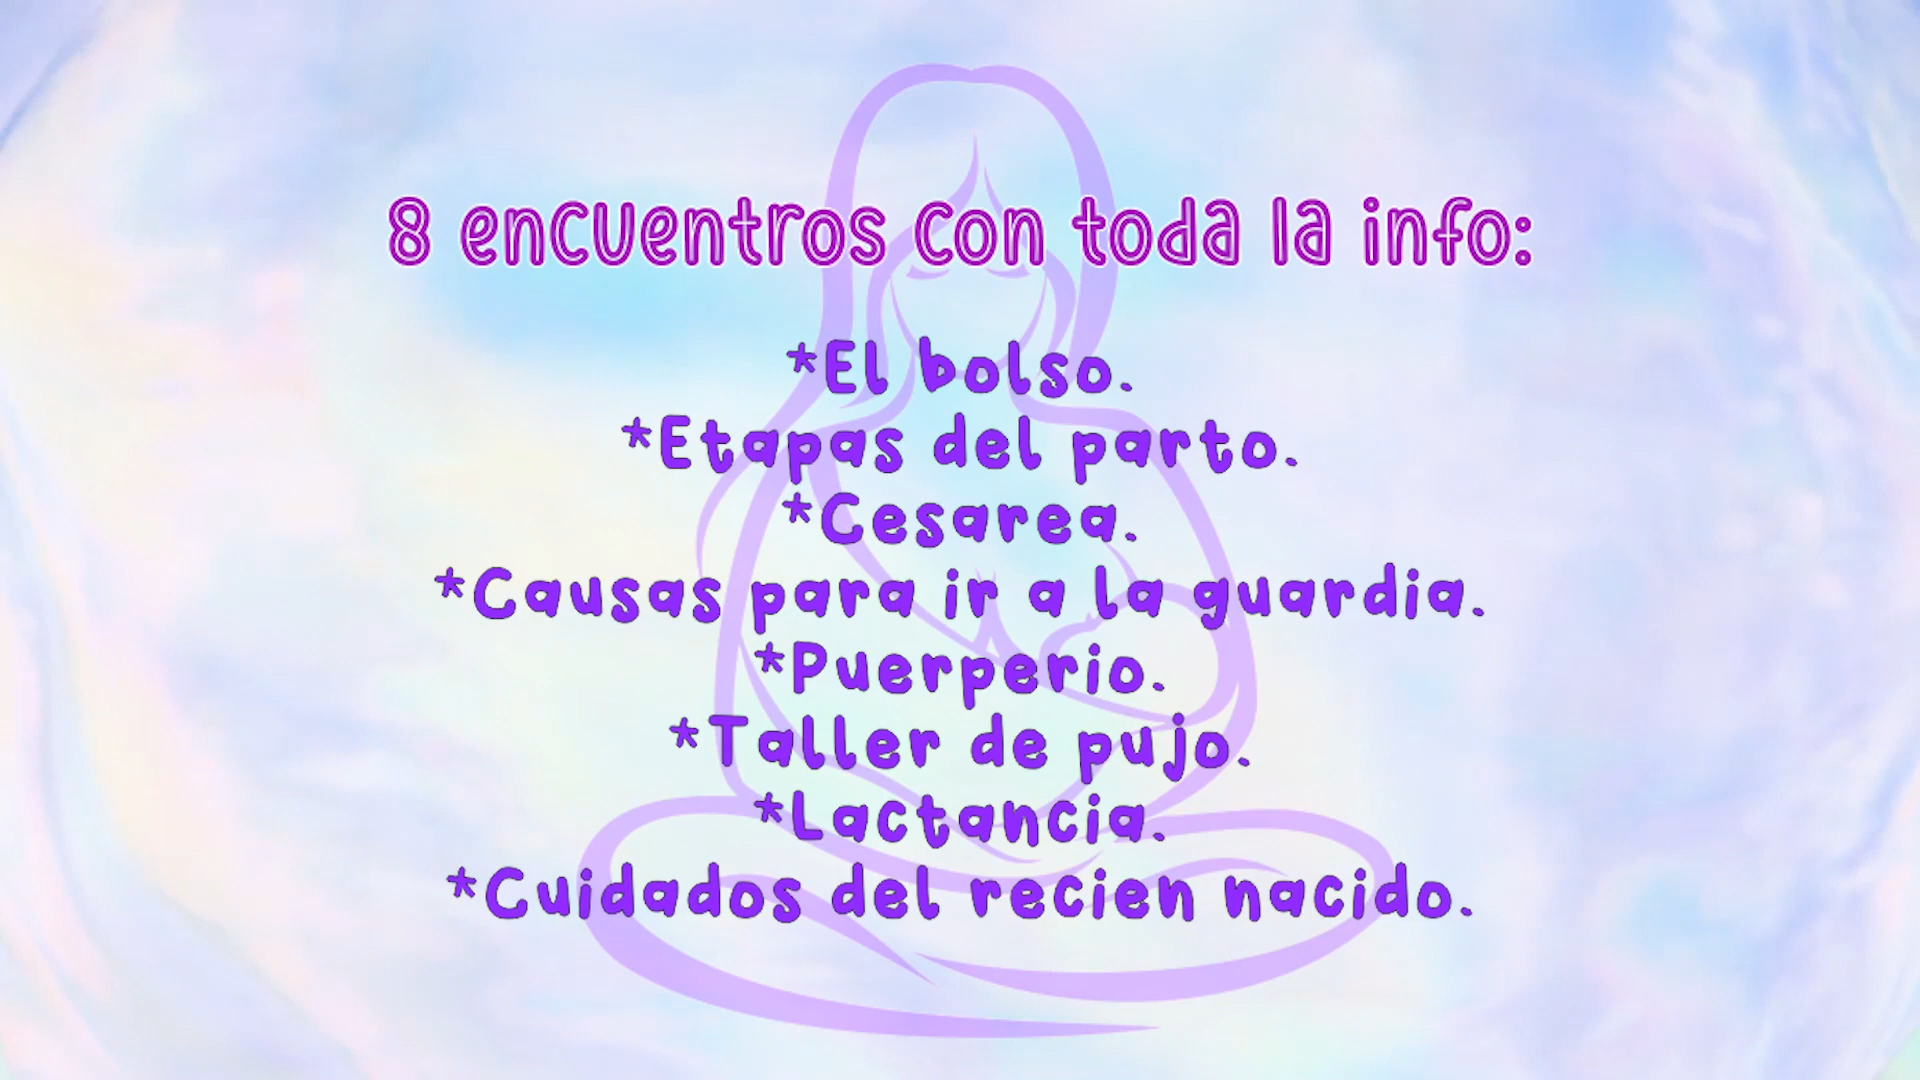 8 encuentros con toda la info:
*El bolso.
*Etapas del parto.
*Cesarea.
*Causas para ir a la guardia.
*Puerperio.
*Taller de pujo.
*Lactancia.
*Cuidados del recien nacido.